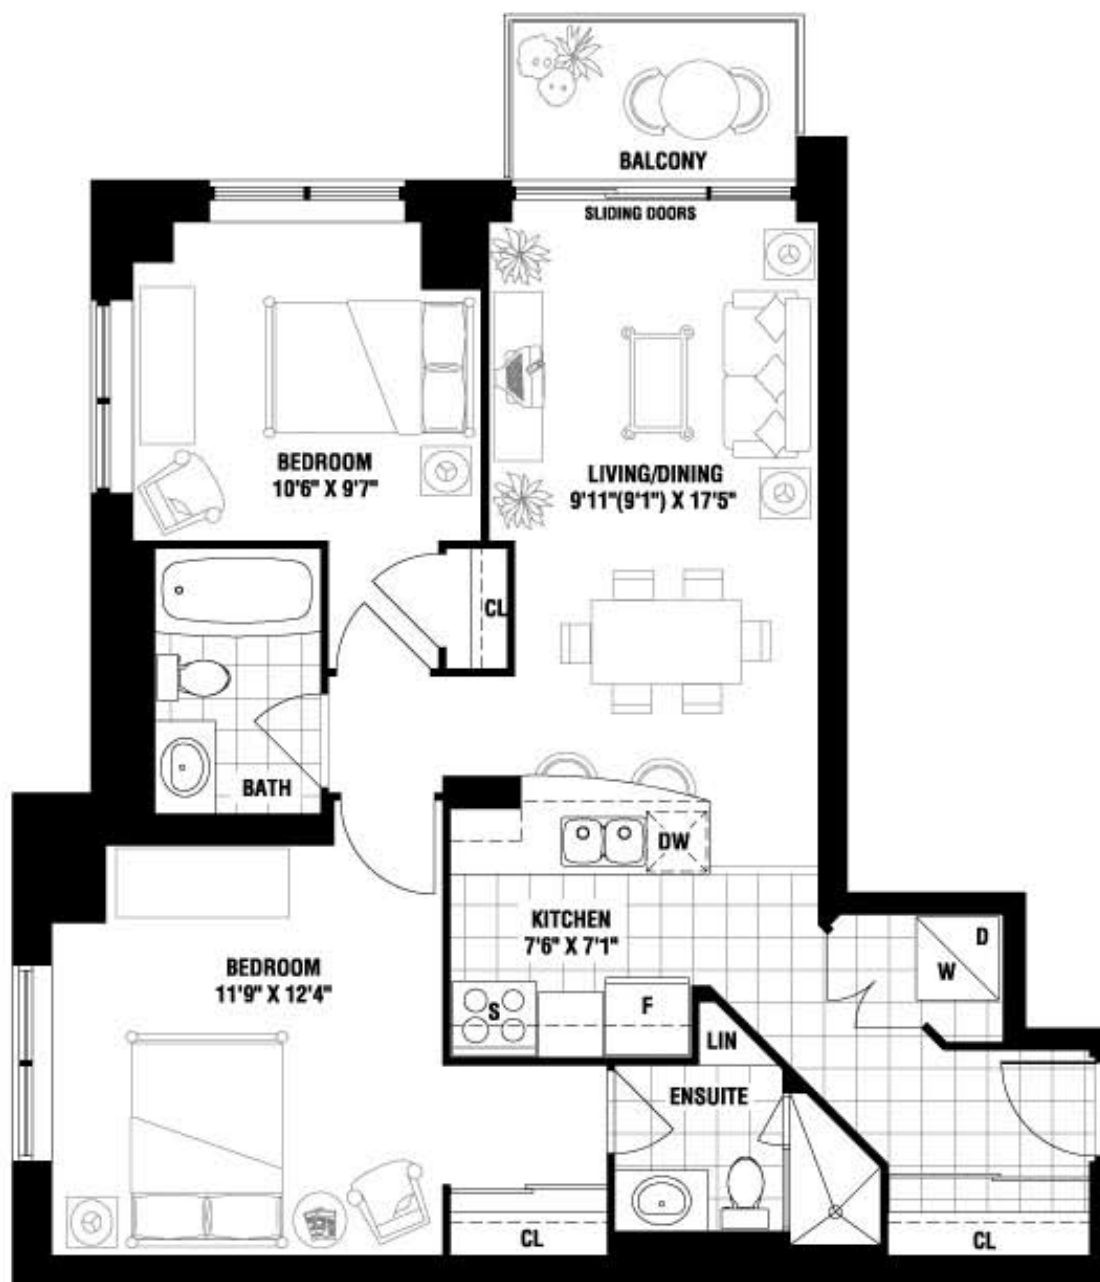 BALCONY
SLIDING DOORS
BEDROOM
10'6" X 9'7"
LIVING/DINING
9'11"(9'1") X 17'5"
CL
BATH
DW
KITCHEN
7'6" X 7'1"
D
W
BEDROOM
11'9" X 12'4"
S
F
LIN
ENSUITE
CL
CL